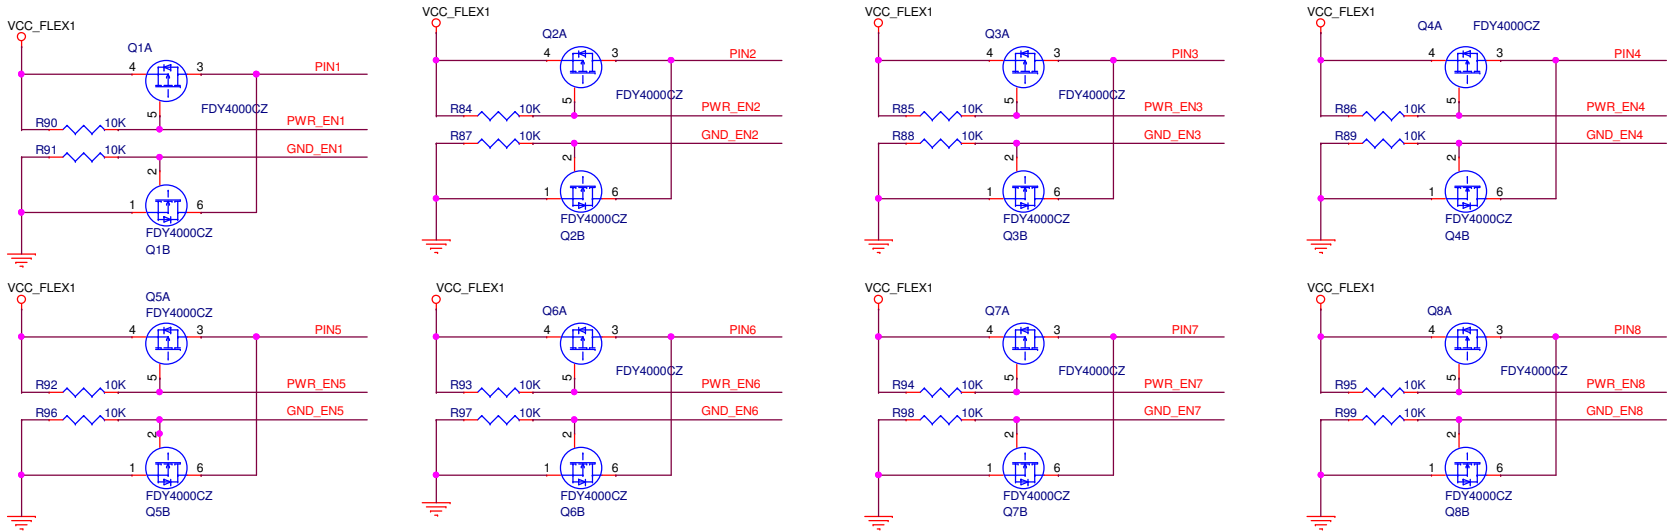 VCC_FLEX1
Q1A
4 3 PIN1
FDY4000CZ
5
R90 10K PWR_EN1
R91 10K GND_EN1
2
1 6
FDY4000CZ
Q1B
VCC_FLEX1
Q2A
4 3 PIN2
FDY4000CZ
5
R84 10K PWR_EN2
R87 10K GND_EN2
2
1 6
FDY4000CZ
Q2B
VCC_FLEX1
Q3A
4 3 PIN3
FDY4000CZ
5
R85 10K PWR_EN3
R88 10K GND_EN3
2
1 6
FDY4000CZ
Q3B
VCC_FLEX1
Q4A FDY4000CZ
4 3 PIN4
5
R86 10K PWR_EN4
R89 10K GND_EN4
2
1 6
FDY4000CZ
Q4B
VCC_FLEX1
Q5A
FDY4000CZ
4 3 PIN5
5
R92 10K PWR_EN5
R96 10K GND_EN5
2
1 6
FDY4000CZ
Q5B
VCC_FLEX1
Q6A
4 3 PIN6
FDY4000CZ
5
R93 10K PWR_EN6
R97 10K GND_EN6
2
1 6
FDY4000CZ
Q6B
VCC_FLEX1
Q7A
4 3 PIN7
FDY4000CZ
5
R94 10K PWR_EN7
R98 10K GND_EN7
2
1 6
FDY4000CZ
Q7B
VCC_FLEX1
Q8A
4 3 PIN8
FDY4000CZ
5
R95 10K PWR_EN8
R99 10K GND_EN8
2
1 6
FDY4000CZ
Q8B